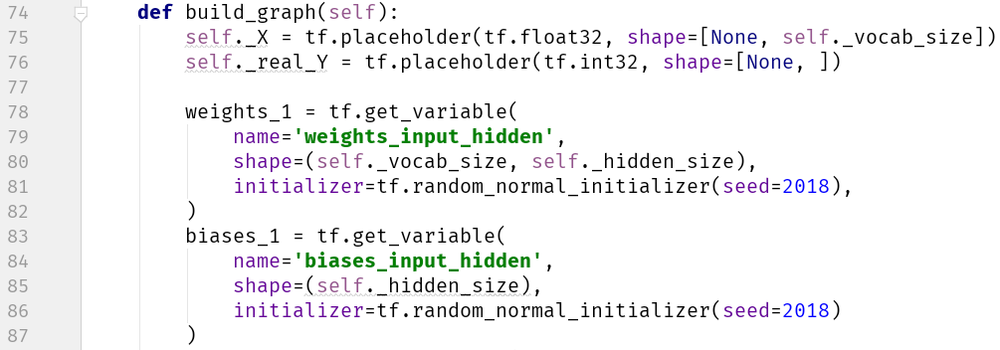 74 def build_graph(self):
75 self._X = tf.placeholder(tf.float32, shape=[None, self._vocab_size])
76 self._real_Y = tf.placeholder(tf.int32, shape=[None, ])
77
78 weights_1 = tf.get_variable(
79 name='weights_input_hidden',
80 shape=(self._vocab_size, self._hidden_size),
81 initializer=tf.random_normal_initializer(seed=2018),
82 )
83 biases_1 = tf.get_variable(
84 name='biases_input_hidden',
85 shape=(self._hidden_size),
86 initializer=tf.random_normal_initializer(seed=2018)
87 )